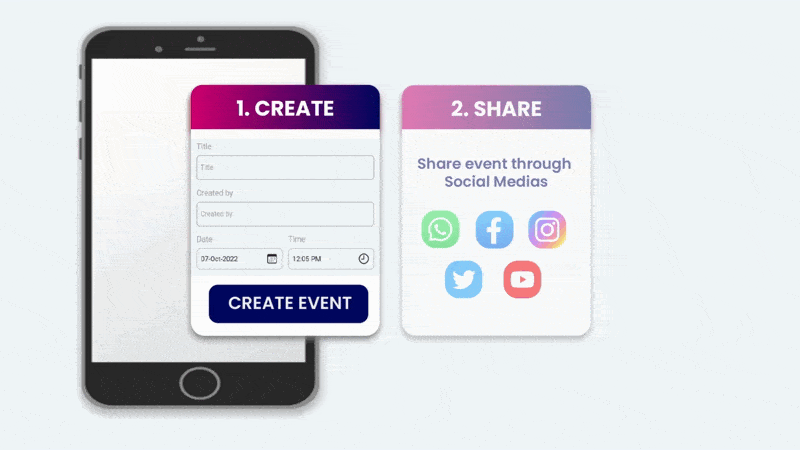 1. CREATE
Title
Title
Created by
Created by
Date
Time
07-Oct-2022
12:05 PM
CREATE EVENT
2. SHARE
Share event through
Social Medias